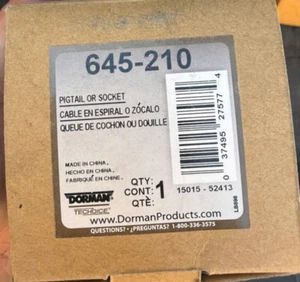 645-210
PIGTAIL OR SOCKET
CABLE EN ESPIRAL O ZÓCALO
QUEUE DE COCHON OU DOUILLE
MADE IN CHINA,
HECHO EN CHINA,
FABRIQUÉ EN CHINE,
QTY:
CONT: 1
QTÉ:
0 37495 27577 4
15015 - 52413
DORMAN
TECHOICE
www.DormanProducts.com
QUESTIONS? • ¿PREGUNTAS? 1-800-336-3575